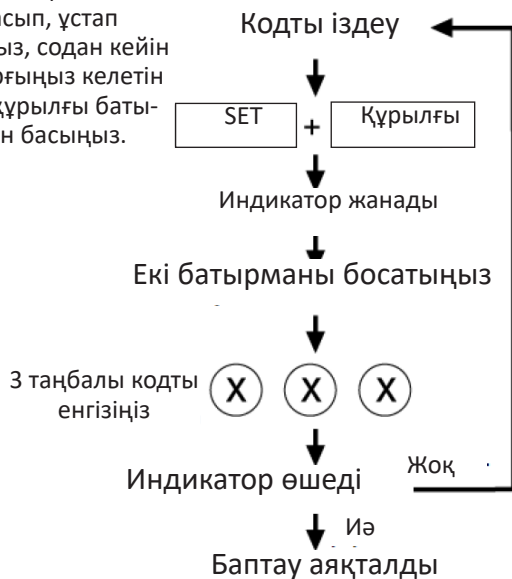 асып, ұстап
ыз, содан кейін
рғыңыз келетін
құрылғы баты-
н басыңыз.
Кодты іздеу
SET + Құрылғы
Индикатор жанады
Екі батырманы босатыңыз
3 таңбалы кодты
енгізіңіз
X X X
Индикатор өшеді
Жоқ
Иә
Баптау аяқталды